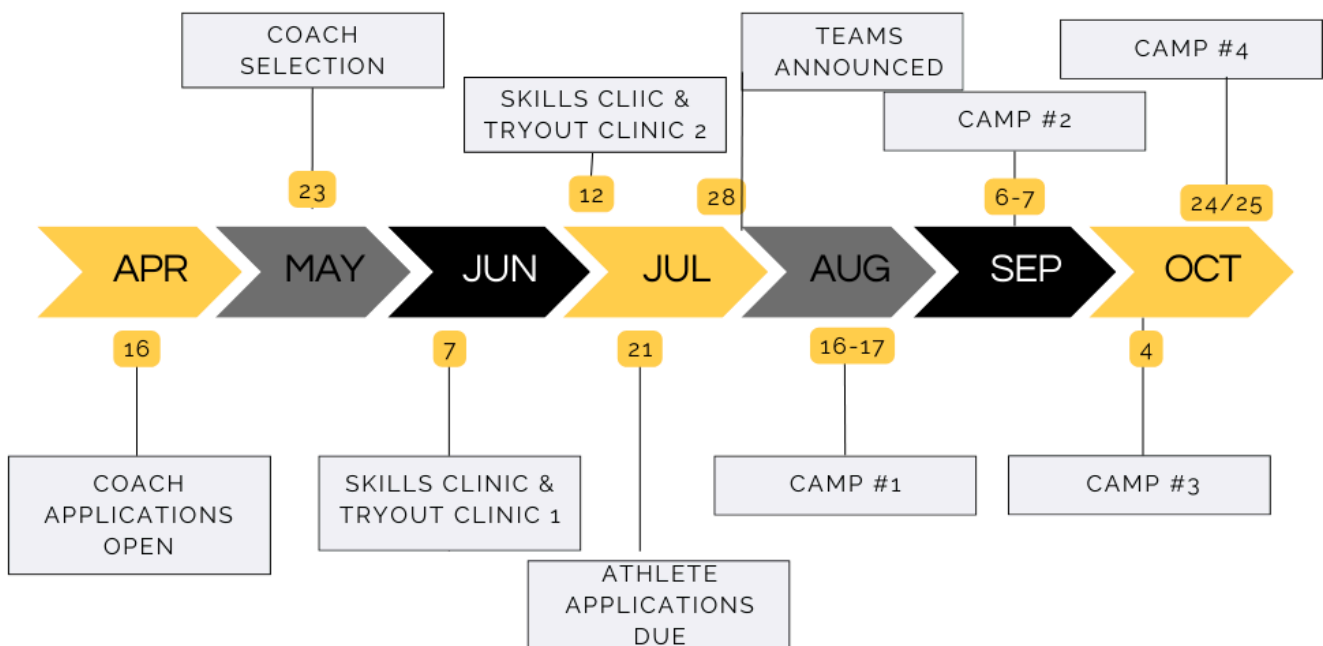 COACH
SELECTION
TEAMS
ANNOUNCED
CAMP #4
SKILLS CLIIC &
TRYOUT CLINIC 2
CAMP #2
23
12
28
6-7
24/25
APR
MAY
JUN
JUL
AUG
SEP
OCT
16
7
21
16-17
4
COACH
APPLICATIONS
OPEN
SKILLS CLINIC &
TRYOUT CLINIC 1
CAMP #1
CAMP #3
ATHLETE
APPLICATIONS
DUE